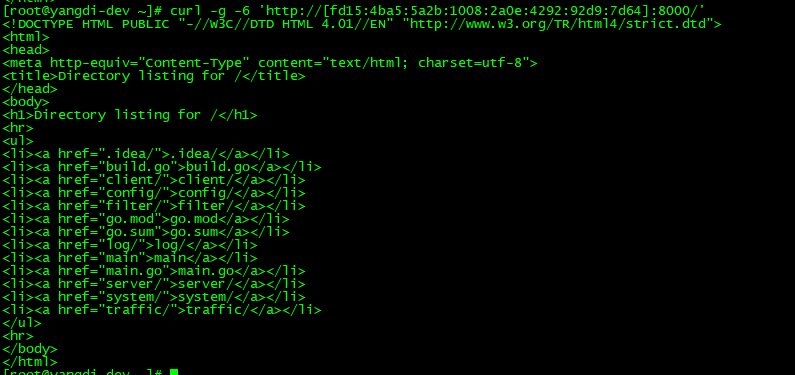 </html>
[root@yangdi-dev ~]# curl -g -6 'http://[fd15:4ba5:5a2b:1008:2a0e:4292:92d9:7d64]:8000/'
<!DOCTYPE HTML PUBLIC "-//W3C//DTD HTML 4.01//EN" "http://www.w3.org/TR/html4/strict.dtd">
<html>
<head>
<meta http-equiv="Content-Type" content="text/html; charset=utf-8">
<title>Directory listing for /</title>
</head>
<body>
<h1>Directory listing for /</h1>
<hr>
<ul>
<li><a href=".idea/">.idea/</a></li>
<li><a href="build.go">build.go</a></li>
<li><a href="client/">client/</a></li>
<li><a href="config/">config/</a></li>
<li><a href="filter/">filter/</a></li>
<li><a href="go.mod">go.mod</a></li>
<li><a href="go.sum">go.sum</a></li>
<li><a href="log/">log/</a></li>
<li><a href="main">main</a></li>
<li><a href="main.go">main.go</a></li>
<li><a href="server/">server/</a></li>
<li><a href="system/">system/</a></li>
<li><a href="traffic/">traffic/</a></li>
</ul>
<hr>
</body>
</html>
[root@yangdi-dev ~]#